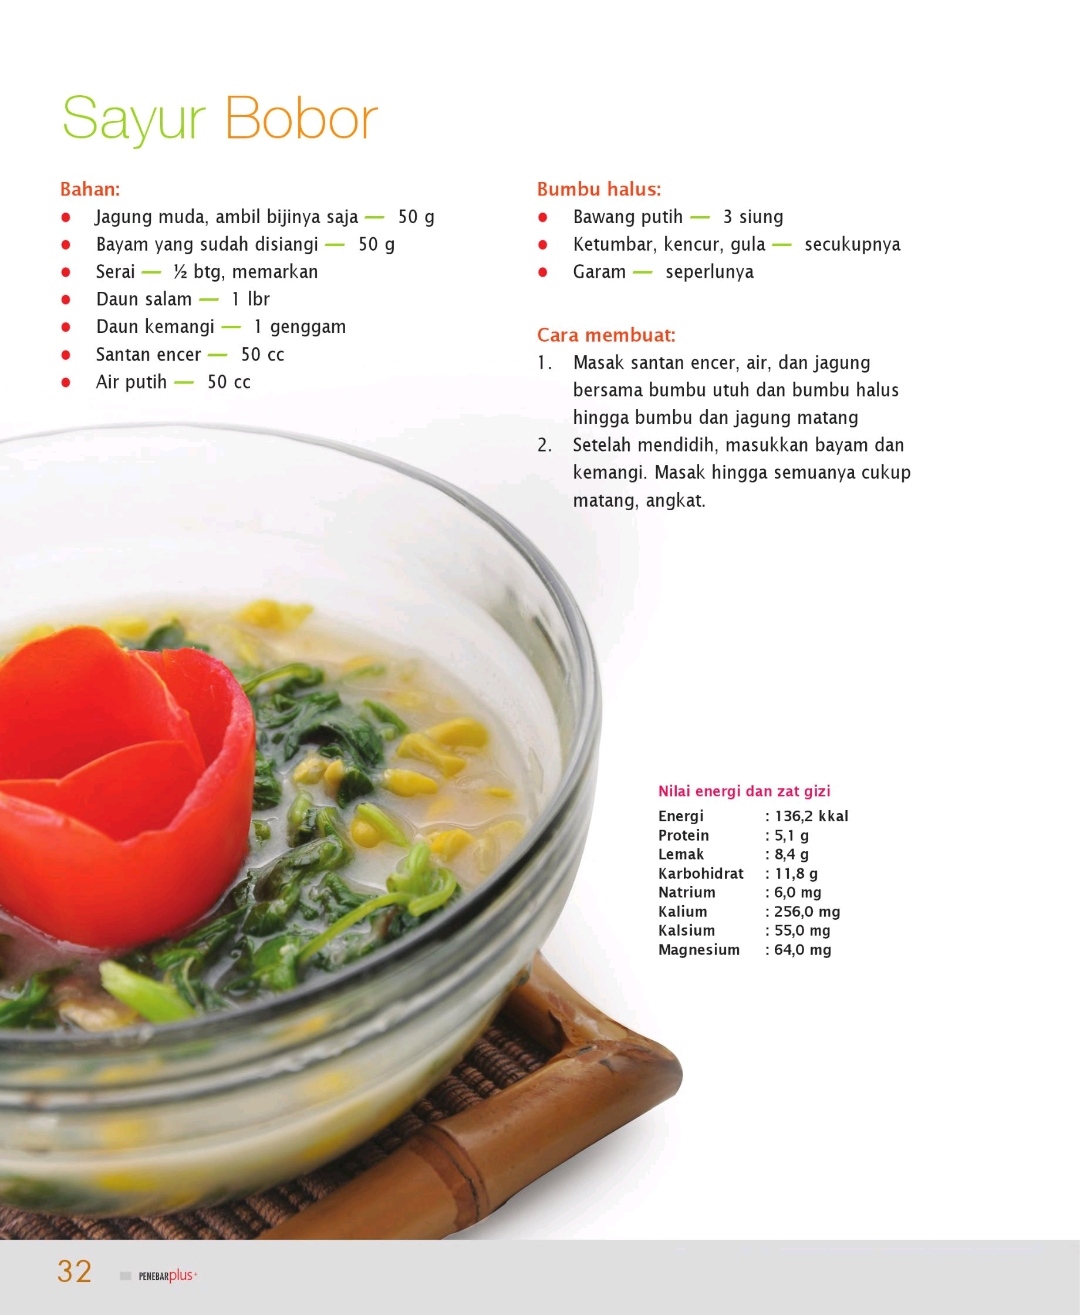 Sayur Bobor
Bahan:
● Jagung muda, ambil bijinya saja — 50 g
● Bayam yang sudah disiangi — 50 g
● Serai — ½ btg, memarkan
● Daun salam — 1 lbr
● Daun kemangi — 1 genggam
● Santan encer — 50 cc
● Air putih — 50 cc
Bumbu halus:
● Bawang putih — 3 siung
● Ketumbar, kencur, gula — secukupnya
● Garam — seperlunya
Cara membuat:
1. Masak santan encer, air, dan jagung
bersama bumbu utuh dan bumbu halus
hingga bumbu dan jagung matang
2. Setelah mendidih, masukkan bayam dan
kemangi. Masak hingga semuanya cukup
matang, angkat.
Nilai energi dan zat gizi
Energi : 136,2 kkal
Protein : 5,1 g
Lemak : 8,4 g
Karbohidrat : 11,8 g
Natrium : 6,0 mg
Kalium : 256,0 mg
Kalsium : 55,0 mg
Magnesium : 64,0 mg
32 PENEBARplus+